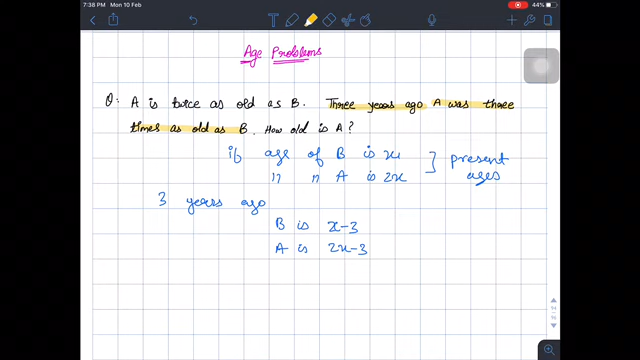 7:38 PM Mon 10 Feb
44%
Age Problems
Q: A is twice as old as B. Three years ago A was three
times as old as B. How old is A?
if age of B is x
" " A is 2x
} present
ages
3 years ago
B is x-3
A is 2x-3